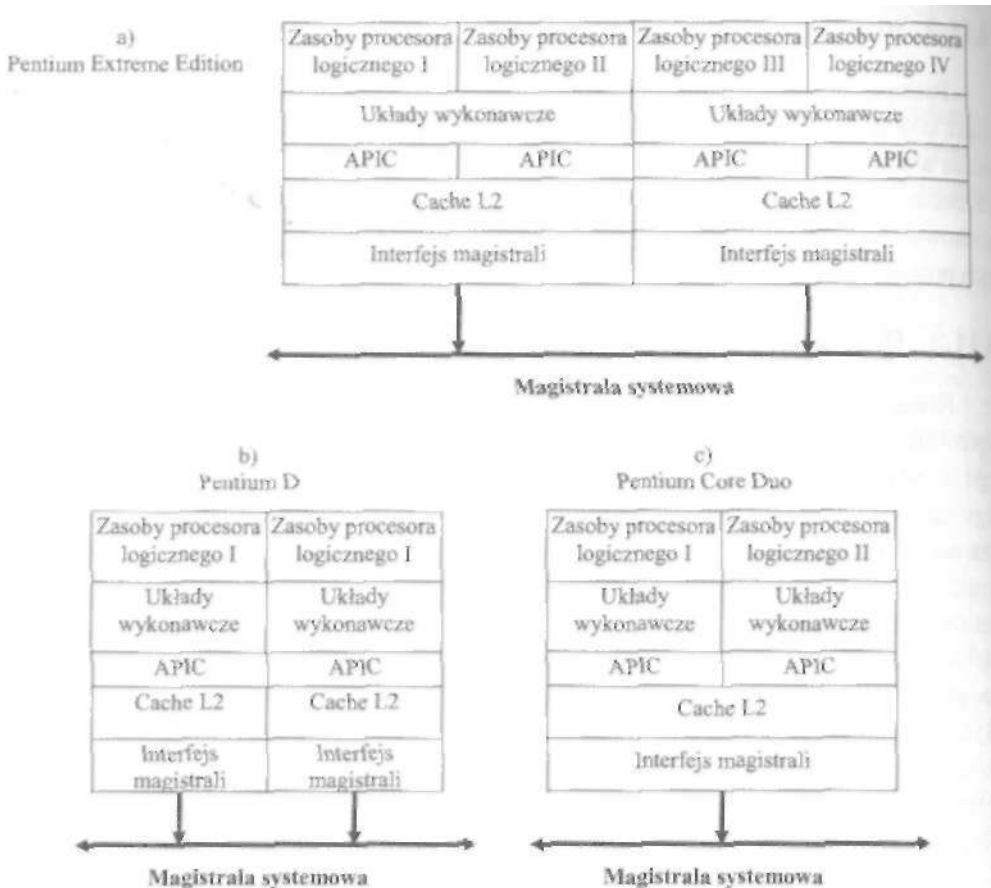 a)
Pentium Extreme Edition
Zasoby procesora logicznego I
Zasoby procesora logicznego II
Zasoby procesora logicznego III
Zasoby procesora logicznego IV
Układy wykonawcze
Układy wykonawcze
APIC
APIC
APIC
APIC
Cache L2
Cache L2
Interfejs magistrali
Interfejs magistrali
Magistrala systemowa
b)
Pentium D
Zasoby procesora logicznego I
Zasoby procesora logicznego I
Układy wykonawcze
Układy wykonawcze
APIC
APIC
Cache L2
Cache L2
Interfejs magistrali
Interfejs magistrali
Magistrala systemowa
c)
Pentium Core Duo
Zasoby procesora logicznego I
Zasoby procesora logicznego II
Układy wykonawcze
Układy wykonawcze
APIC
APIC
Cache L2
Interfejs magistrali
Magistrala systemowa